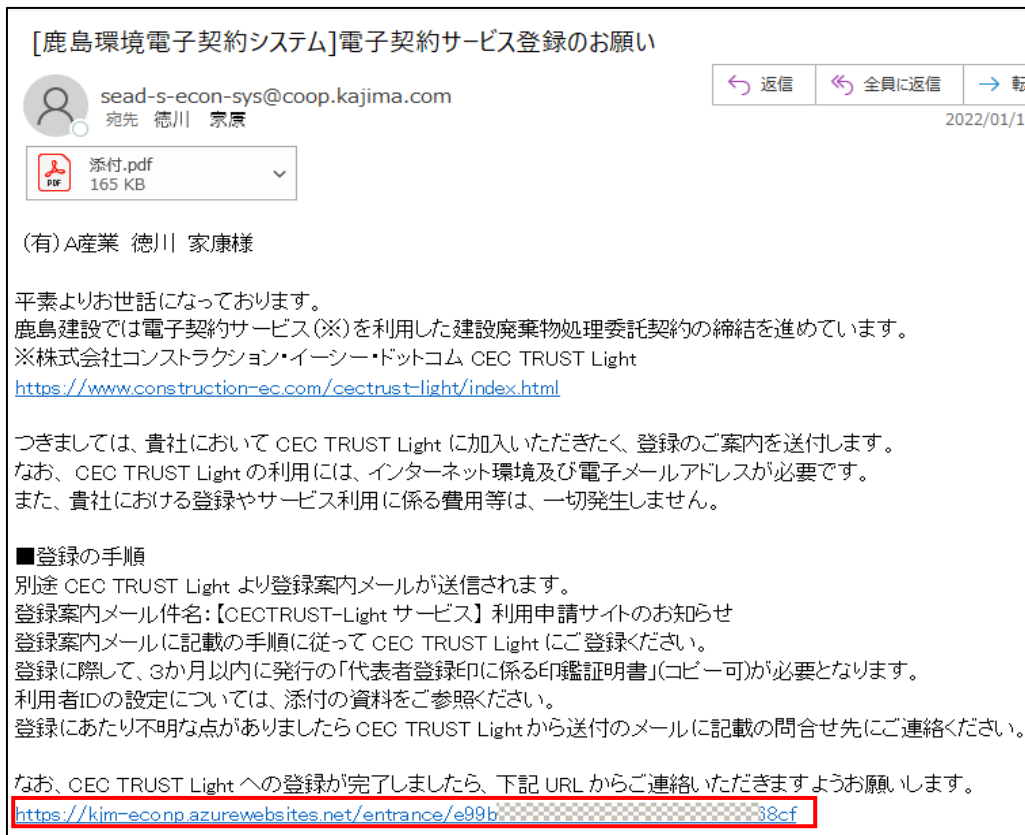 [鹿島環境電子契約システム]電子契約サービス登録のお願い
sead-s-econ-sys@coop.kajima.com
返信
全員に返信
宛先 徳川 家康
2022/01/1
添付.pdf
PDF
165 KB
(有)A産業 徳川 家康様
平素よりお世話になっております。
鹿島建設では電子契約サービス(※)を利用した建設廃棄物処理委託契約の締結を進めています。
※株式会社コンストラクション・イーシー・ドットコム CEC TRUST Light
https://www.construction-ec.com/cectrust-light/index.html
つきましては、貴社において CEC TRUST Light に加入いただきたく、登録のご案内を送付します。
なお、CEC TRUST Light の利用には、インターネット環境及び電子メールアドレスが必要です。
また、貴社における登録やサービス利用に係る費用等は、一切発生しません。
■登録の手順
別途 CEC TRUST Light より登録案内メールが送信されます。
登録案内メール件名:【CECTRUST-Light サービス】 利用申請サイトのお知らせ
登録案内メールに記載の手順に従って CEC TRUST Light にご登録ください。
登録に際して、3か月以内に発行の「代表者登録印に係る印鑑証明書」(コピー可)が必要となります。
利用者IDの設定については、添付の資料をご参照ください。
登録にあたり不明な点がありましたら CEC TRUST Lightから送付のメールに記載の問合せ先にご連絡ください。
なお、CEC TRUST Light への登録が完了しましたら、下記 URL からご連絡いただきますようお願いします。
https://kjm-econp.azurewebsites.net/entrance/e99b 68cf